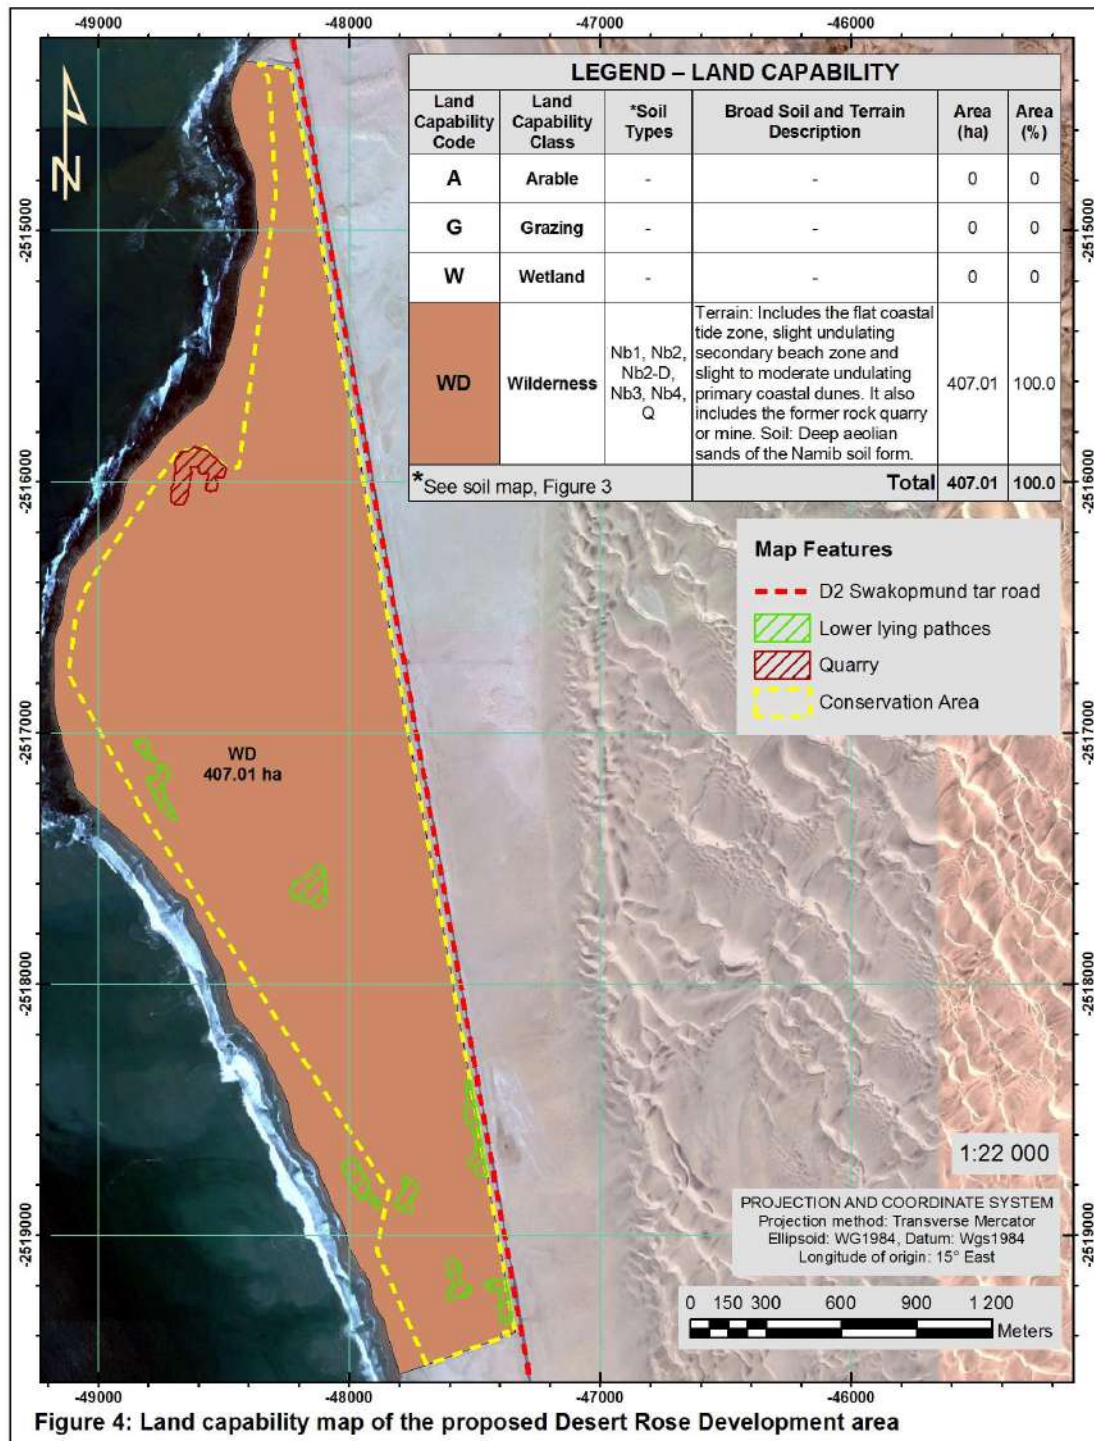 -49000 -48000 -47000 -46000
LEGEND – LAND CAPABILITY
Land Capability Code
Land Capability Class
*Soil Types
Broad Soil and Terrain Description
Area (ha)
Area (%)
A Arable - - 0 0
G Grazing - - 0 0
W Wetland - - 0 0
WD
Wilderness
Nb1, Nb2,
Nb2-D,
Nb3, Nb4,
Q
Terrain: Includes the flat coastal
tide zone, slight undulating
secondary beach zone and
slight to moderate undulating
primary coastal dunes. It also
includes the former rock quarry
or mine. Soil: Deep aeolian
sands of the Namib soil form.
407.01 100.0
*See soil map, Figure 3
Total 407.01 100.0
N
-2515000
-2516000
-2517000
-2518000
-2519000
-2515000
-2516000
-2517000
-2518000
-2519000
Map Features
D2 Swakopmund tar road
Lower lying pathces
Quarry
Conservation Area
WD
407.01 ha
1:22 000
PROJECTION AND COORDINATE SYSTEM
Projection method: Transverse Mercator
Ellipsoid: WG1984, Datum: Wgs1984
Longitude of origin: 15° East
0 150 300 600 900 1 200
Meters
-49000 -48000 -47000 -46000
Figure 4: Land capability map of the proposed Desert Rose Development area